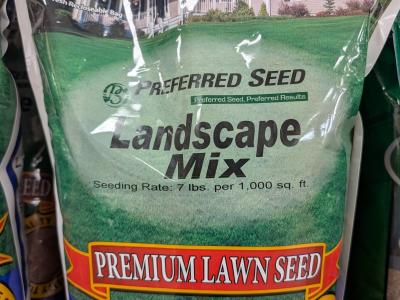 PREFERRED SEED
Preferred Seed, Preferred Results
Landscape
Mix
Seeding Rate: 7 lbs. per 1,000 sq. ft.
PREMIUM LAWN SEED
SEED